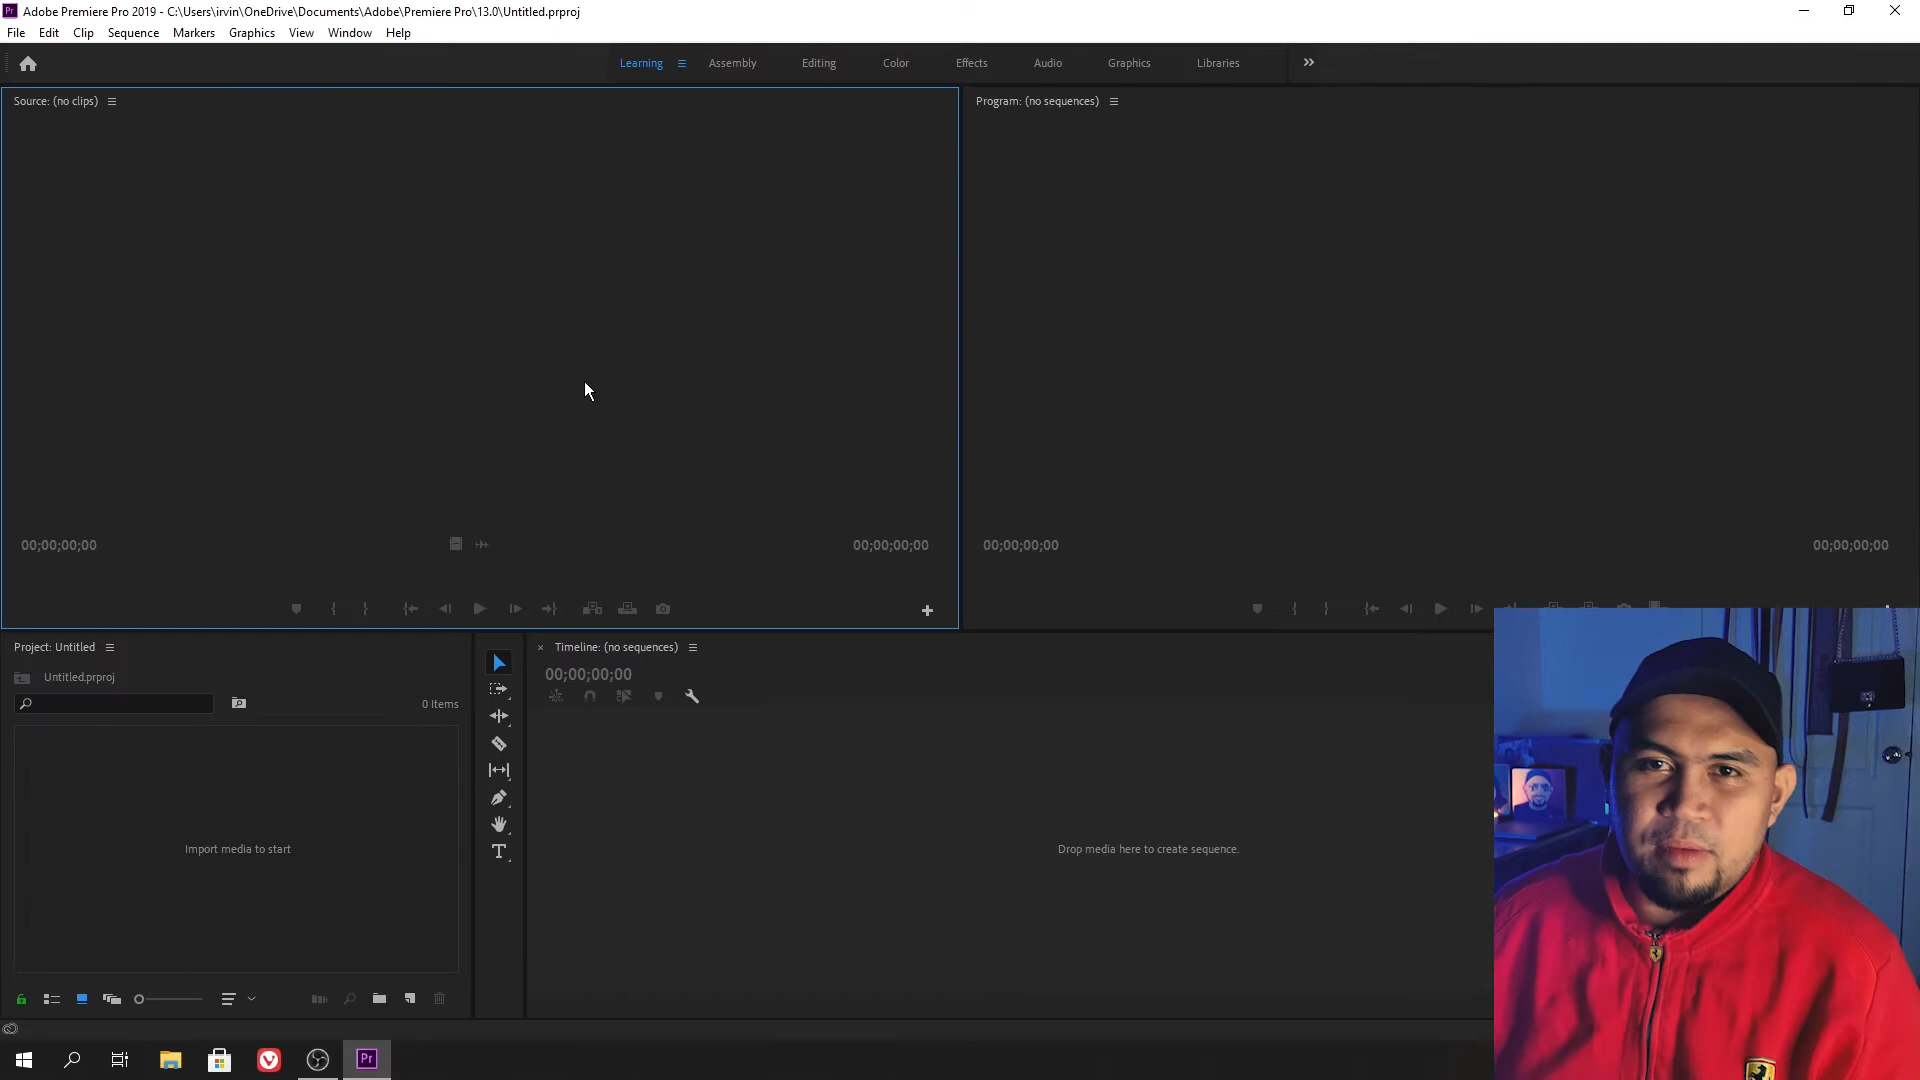 Pr Adobe Premiere Pro 2019 - C:\Users\irvin\OneDrive\Documents\Adobe\Premiere Pro\13.0\Untitled.prproj
File Edit Clip Sequence Markers Graphics View Window Help
Learning Assembly Editing Color Effects Audio Graphics Libraries
Source: (no clips)
Program: (no sequences)
00;00;00;00
00;00;00;00
00;00;00;00
00;00;00;00
Project: Untitled
Untitled.prproj
0 Items
Import media to start
Timeline: (no sequences)
00;00;00;00
Drop media here to create sequence.
Pr